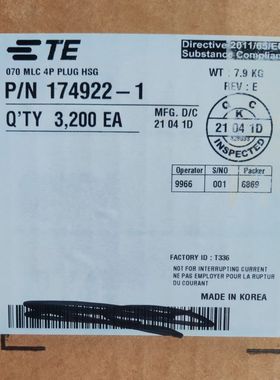 TE
Directive 2011/65/E
Substance Complian
070 MLC 4P PLUG HSG
WT : 7.9 KG
P/N 174922-1
REV : E
Q'TY 3,200 EA
MFG. D/C
21 04 1D
C K C
21 04 1D
INSPECTED
Operator S/NO Packer
9966 001 6869
FACTORY ID : T336
NOT FOR INTERRUPTING CURRENT
NE PAS EMPLOYER POUR LA RUPTUR
DU COURANT
MADE IN KOREA